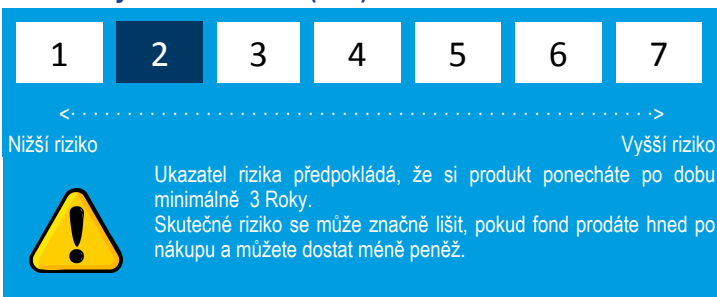 1 2 3 4 5 6 7
<· · · · · · · · · · · · · · · · · · · · · · · · · · · · · · · · · · · · · · · · · · · · · · · · · · · · · · · ·>
Nižší riziko Vyšší riziko
Ukazatel rizika předpokládá, že si produkt ponecháte po dobu
minimálně 3 Roky.
Skutečné riziko se může značně lišit, pokud fond prodáte hned po
nákupu a můžete dostat méně peněž.